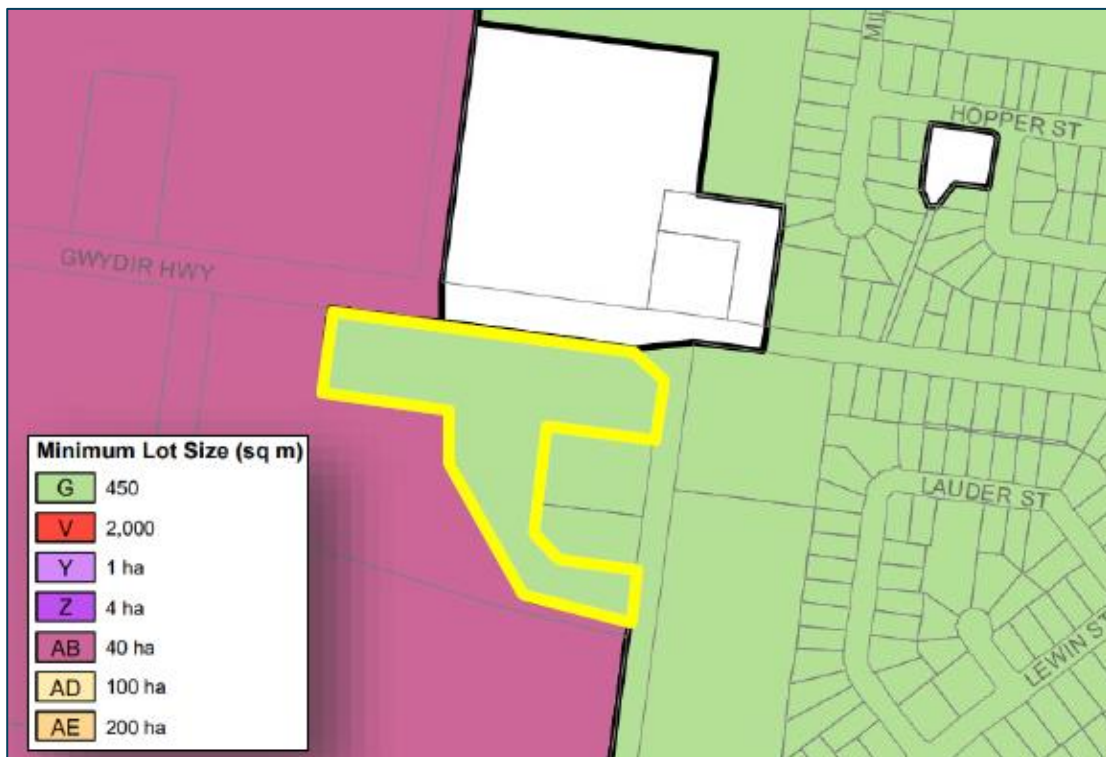 MIL
HOPPER ST
GWYDIR HWY
LAUDER ST
LEWIN ST
Minimum Lot Size (sq m)
G 450
V 2,000
Y 1 ha
Z 4 ha
AB 40 ha
AD 100 ha
AE 200 ha